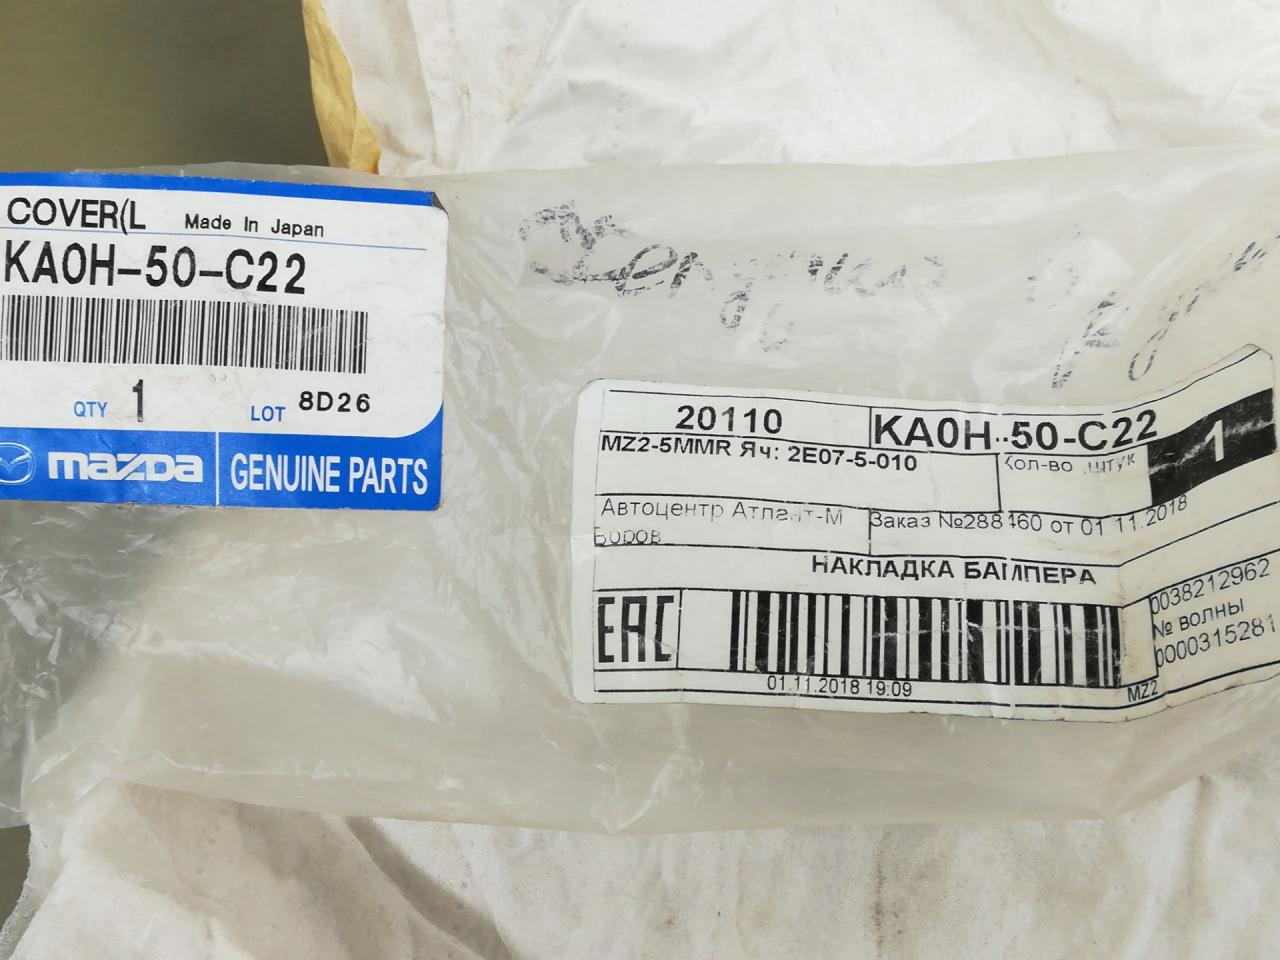 COVER(L Made In Japan
KA0H-50-C22
QTY 1 LOT 8D26
mazda GENUINE PARTS
20110 KA0H-50-C22
MZ2-5MMR Яч: 2E07-5-010 Кол-во штук 1
Автоцентр Атлант-М Заказ №288460 от 01.11.2018
Боров
НАКЛАДКА БАМПЕРА
EAC
0038212962
№ волны
0000315281
01.11.2018 19:09 MZ2